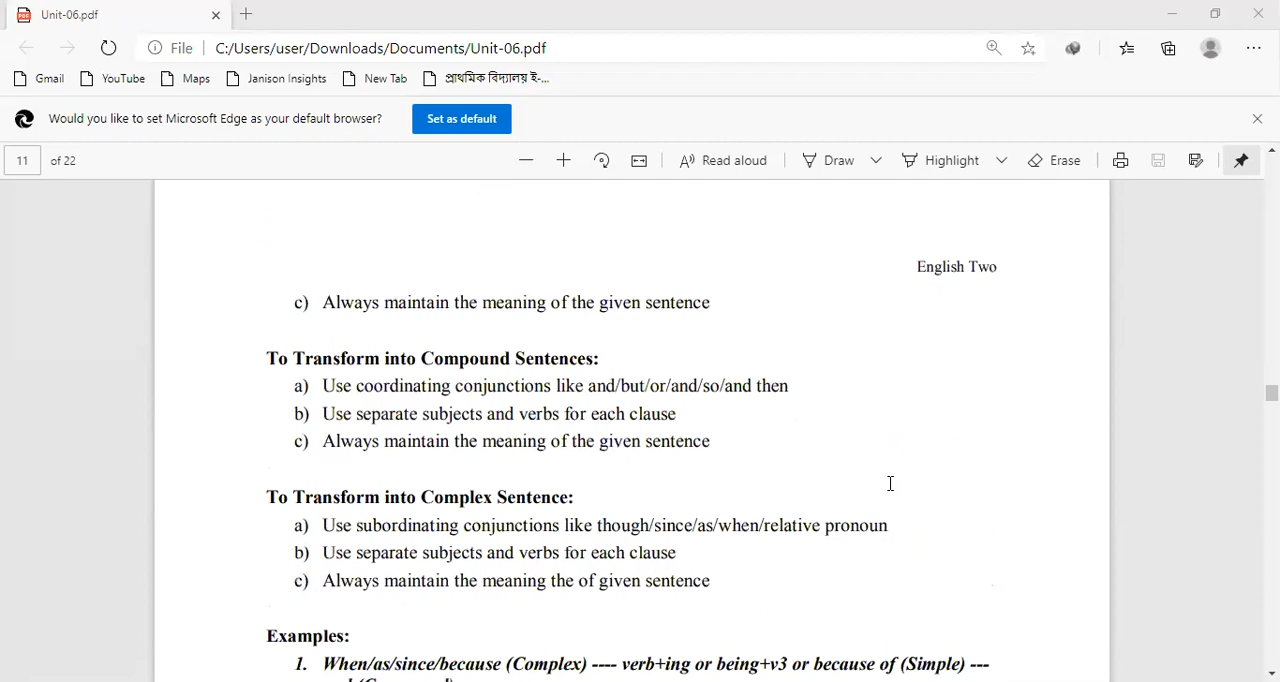 Unit-06.pdf
File C:/Users/user/Downloads/Documents/Unit-06.pdf
Gmail YouTube Maps Janison Insights New Tab প্রাথমিক বিদ্যালয় ই-...
Would you like to set Microsoft Edge as your default browser? Set as default
11 of 22 Read aloud Draw Highlight Erase
English Two
c) Always maintain the meaning of the given sentence
To Transform into Compound Sentences:
a) Use coordinating conjunctions like and/but/or/and/so/and then
b) Use separate subjects and verbs for each clause
c) Always maintain the meaning of the given sentence
To Transform into Complex Sentence:
a) Use subordinating conjunctions like though/since/as/when/relative pronoun
b) Use separate subjects and verbs for each clause
c) Always maintain the meaning the of given sentence
Examples:
1. When/as/since/because (Complex) ---- verb+ing or being+v3 or because of (Simple) ---